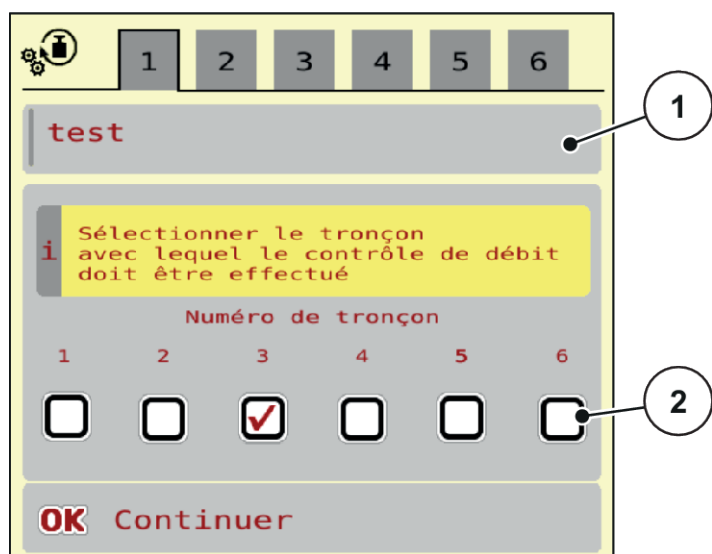 1 2 3 4 5 6
1
test
i
Sélectionner le tronçon
avec lequel le contrôle de débit
doit être effectué
Numéro de tronçon
1 2 3 4 5 6
2
OK Continuer